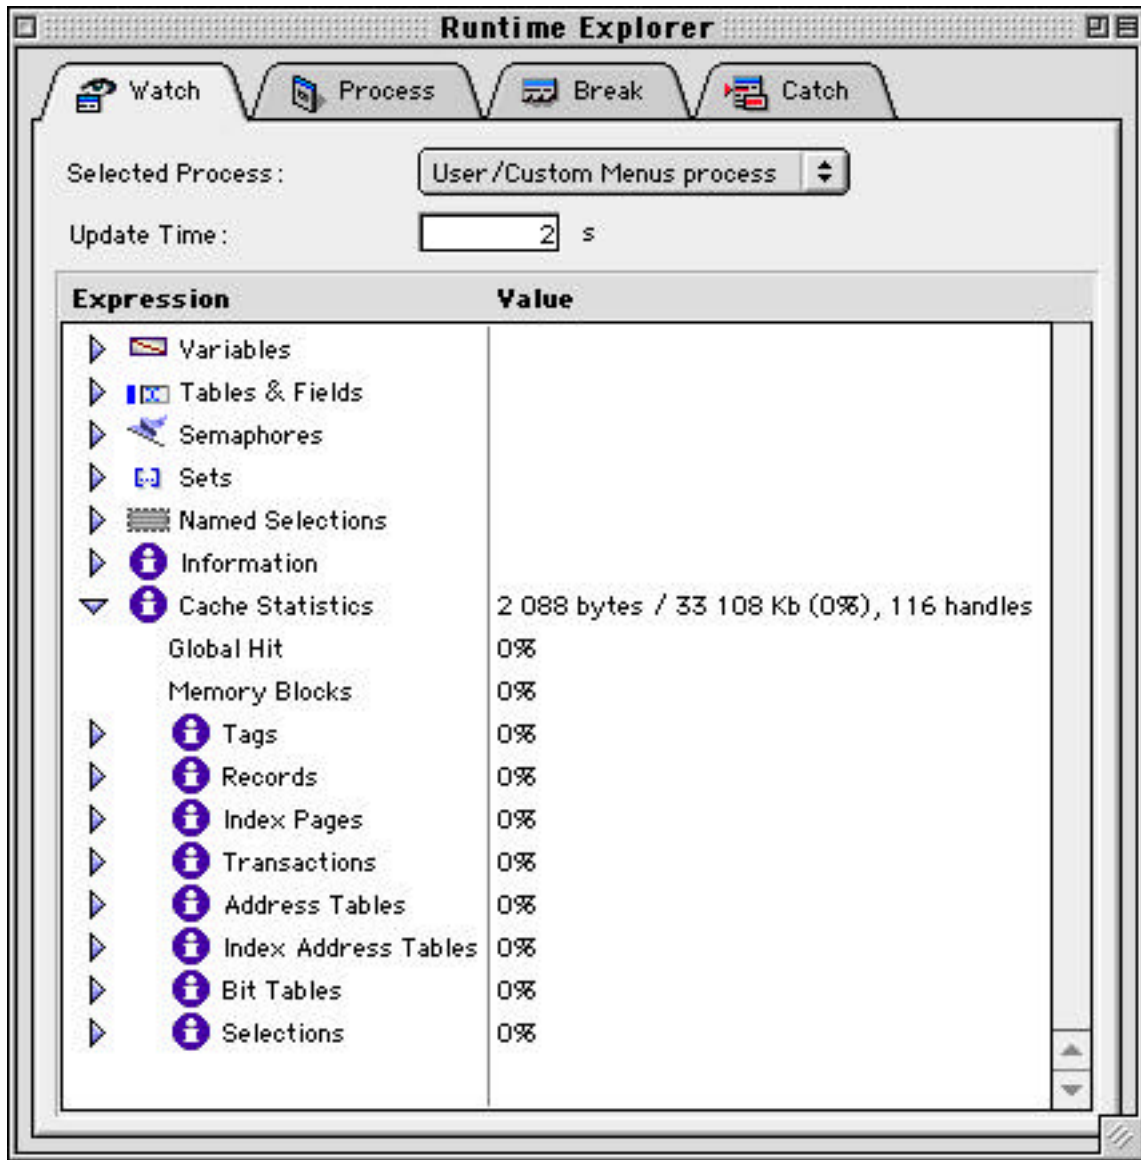 Runtime Explorer
Watch Process Break Catch
Selected Process: User/Custom Menus process
Update Time: 2 s
Expression Value
Variables
Tables & Fields
Semaphores
Sets
Named Selections
Information
Cache Statistics 2 088 bytes / 33 108 Kb (0%), 116 handles
Global Hit 0%
Memory Blocks 0%
Tags 0%
Records 0%
Index Pages 0%
Transactions 0%
Address Tables 0%
Index Address Tables 0%
Bit Tables 0%
Selections 0%